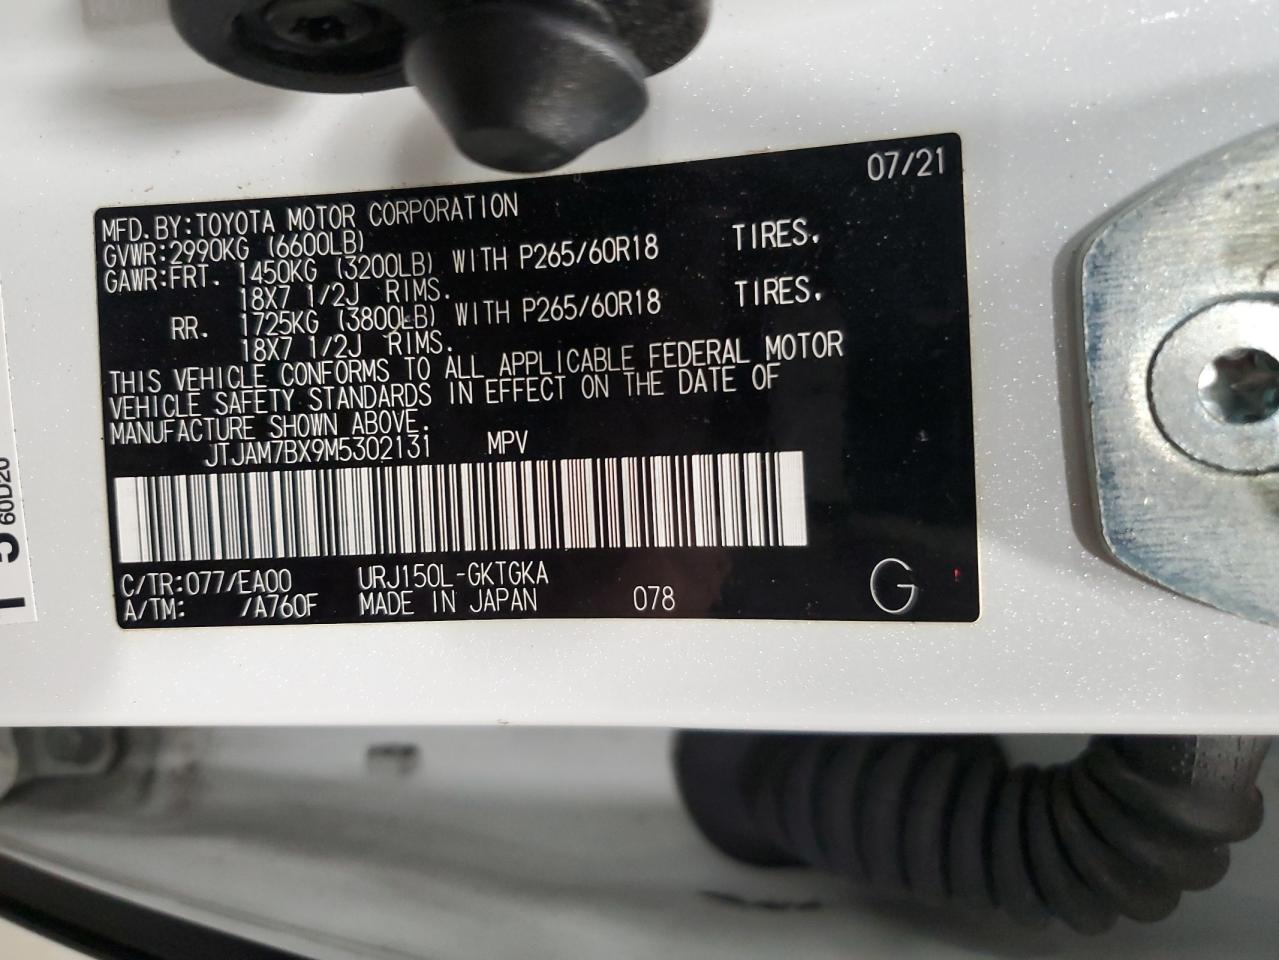 07/21
MFD.BY:TOYOTA MOTOR CORPORATION
GVWR:2990KG (6600LB)
GAWR:FRT. 1450KG (3200LB) WITH P265/60R18 TIRES.
18X7 1/2J RIMS.
RR. 1725KG (3800LB) WITH P265/60R18 TIRES.
18X7 1/2J RIMS.
THIS VEHICLE CONFORMS TO ALL APPLICABLE FEDERAL MOTOR
VEHICLE SAFETY STANDARDS IN EFFECT ON THE DATE OF
MANUFACTURE SHOWN ABOVE.
JTJAM7BX9M5302131 MPV
C/TR:077/EA00 URJ150L-GKTGKA
A/TM: /A760F MADE IN JAPAN 078 G
60D20